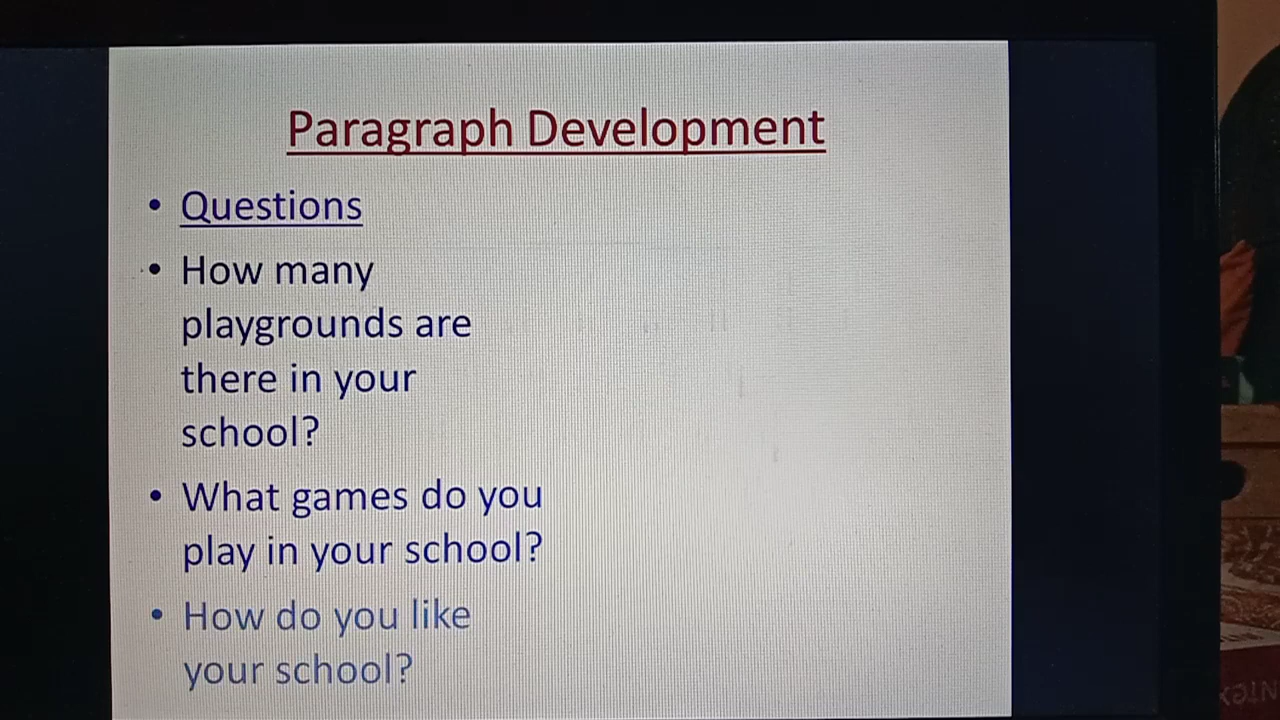 Paragraph Development
• Questions
• How many
playgrounds are
there in your
school?
• What games do you
play in your school?
• How do you like
your school?